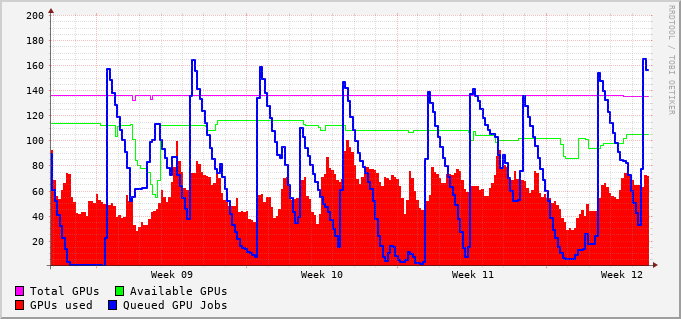 200
180
160
140
120
100
80
60
40
20
RRDTOOL / TOBI OETIKER
Week 09 Week 10 Week 11 Week 12
Total GPUs Available GPUs
GPUs used Queued GPU Jobs